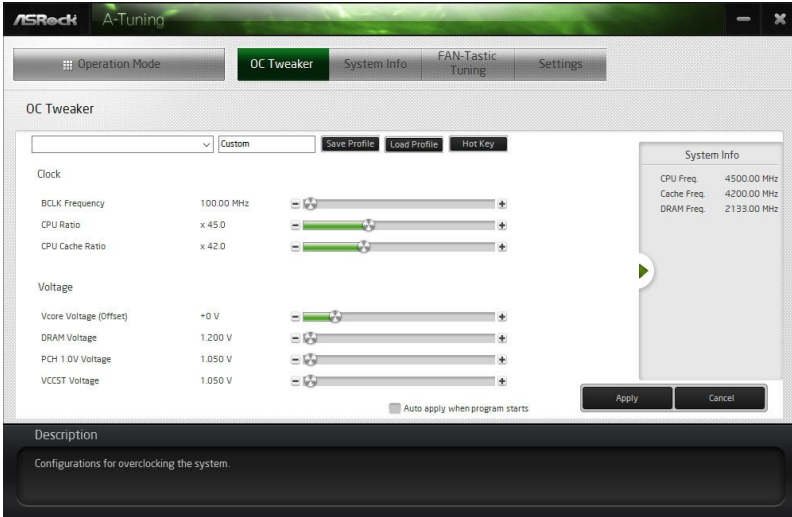 ASRock A-Tuning
Operation Mode
OC Tweaker
System Info
FAN-Tastic
Tuning
Settings
OC Tweaker
Custom
Save Profile
Load Profile
Hot Key
Clock
BCLK Frequency 100.00 MHz
CPU Ratio x 45.0
CPU Cache Ratio x 42.0
Voltage
Vcore Voltage (Offset) +0 V
DRAM Voltage 1.200 V
PCH 1.0V Voltage 1.050 V
VCCST Voltage 1.050 V
Auto apply when program starts
System Info
CPU Freq. 4500.00 MHz
Cache Freq. 4200.00 MHz
DRAM Freq. 2133.00 MHz
Apply
Cancel
Description
Configurations for overclocking the system.